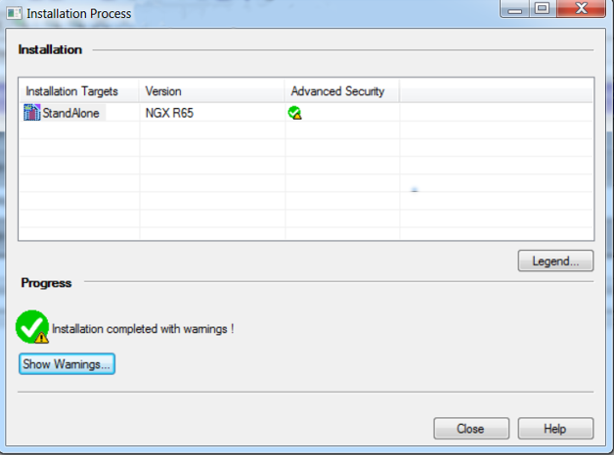 Installation Process
Installation
Installation Targets Version Advanced Security
StandAlone NGX R65
Legend...
Progress
Installation completed with warnings !
Show Warnings...
Close Help